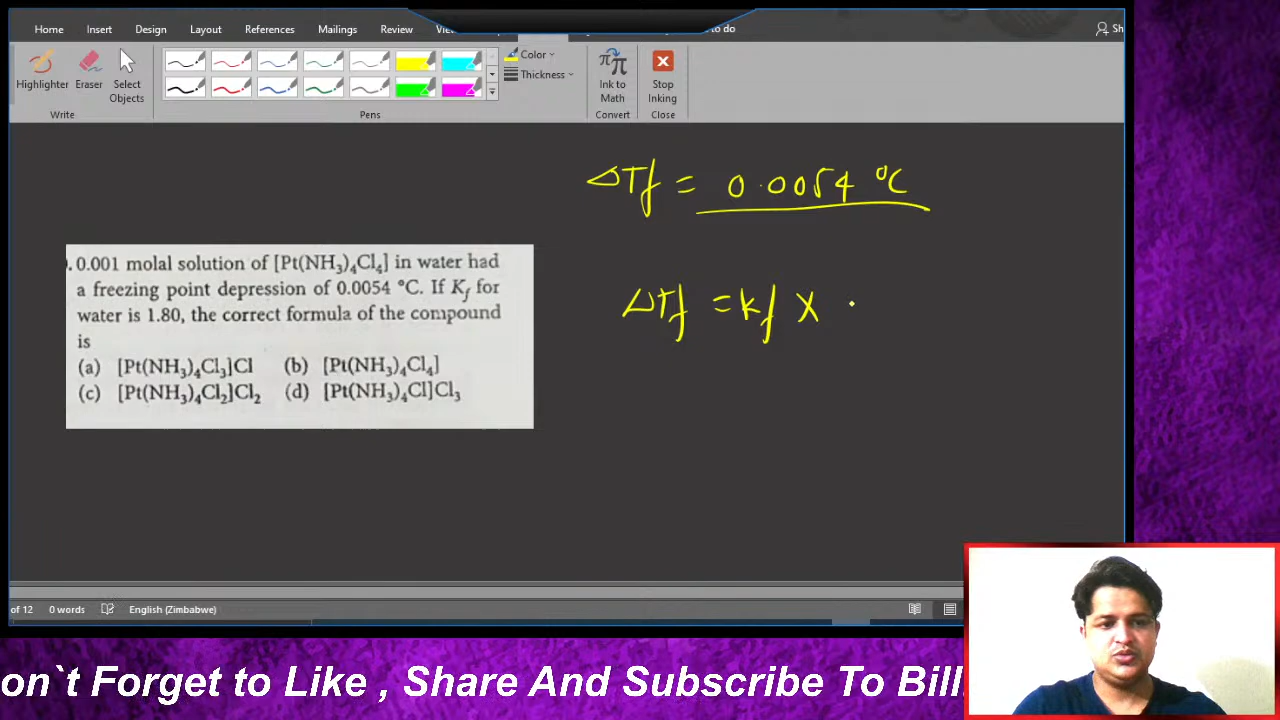 Home Insert Design Layout References Mailings Review to do
Highlighter Eraser Select Objects
Color
Thickness
Ink to Math
Stop Inking
Write Pens Convert Close
ΔTf = 0.0054 °C
ΔTf = kf X
0.001 molal solution of [Pt(NH₃)₄Cl₄] in water had
a freezing point depression of 0.0054 °C. If Kf for
water is 1.80, the correct formula of the compound
is
(a) [Pt(NH₃)₄Cl₃]Cl (b) [Pt(NH₃)₄Cl₄]
(c) [Pt(NH₃)₄Cl₂]Cl₂ (d) [Pt(NH₃)₄Cl]Cl₃
of 12 0 words English (Zimbabwe)
on`t Forget to Like , Share And Subscribe To Bill